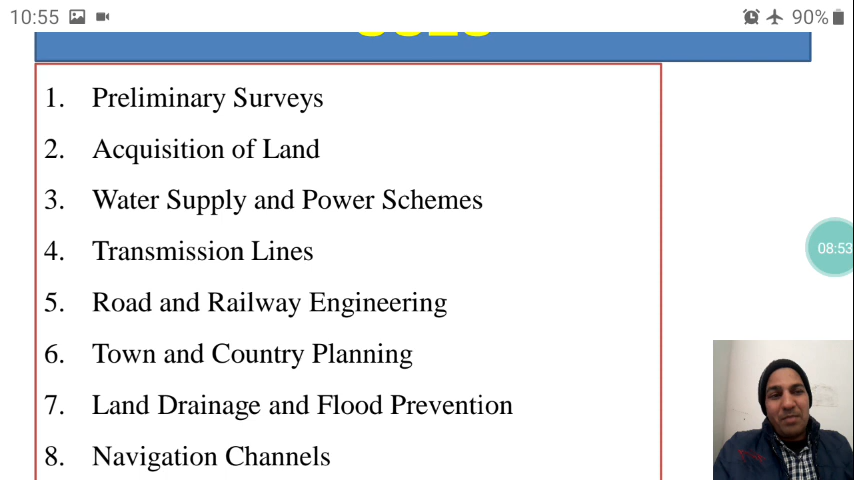 10:55 90%
1. Preliminary Surveys
2. Acquisition of Land
3. Water Supply and Power Schemes
4. Transmission Lines
5. Road and Railway Engineering
6. Town and Country Planning
7. Land Drainage and Flood Prevention
8. Navigation Channels
08:53